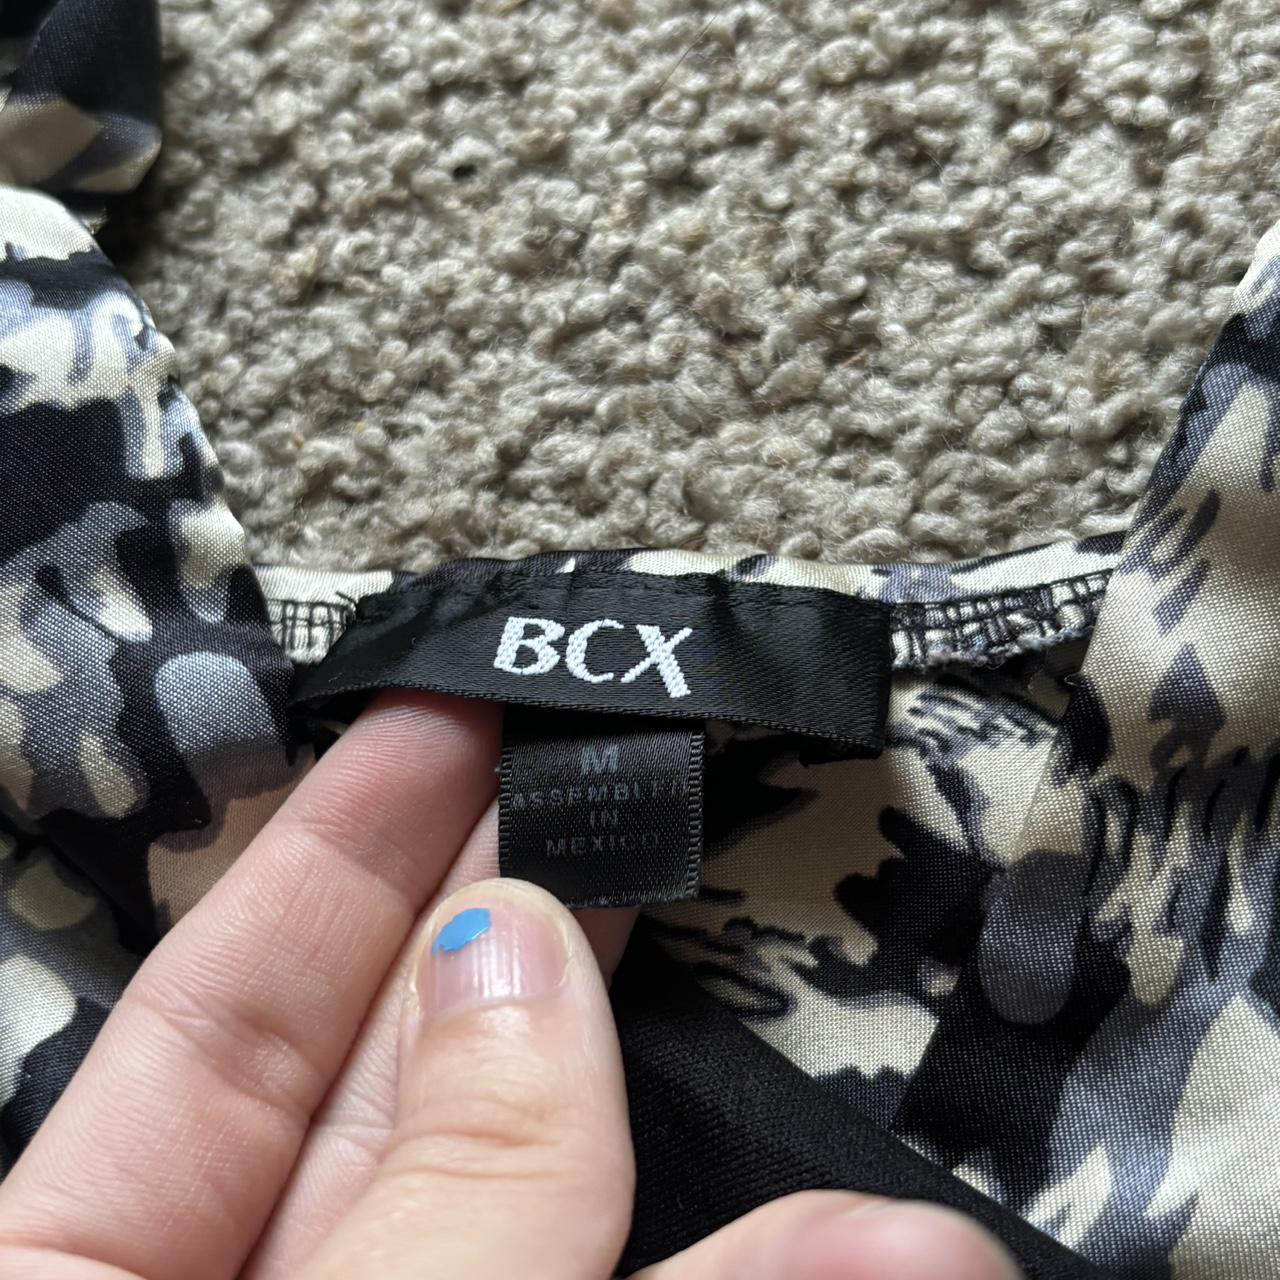 BCX
M
ASSEMBLED
IN
MEXICO